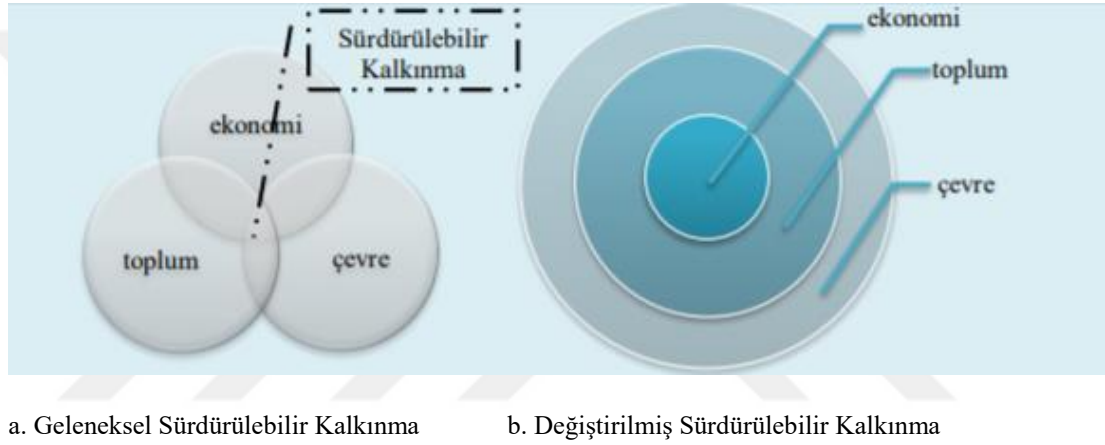 Sürdürülebilir
Kalkınma
ekonomi
toplum
çevre
ekonomi
toplum
çevre
a. Geleneksel Sürdürülebilir Kalkınma
b. Değiştirilmiş Sürdürülebilir Kalkınma